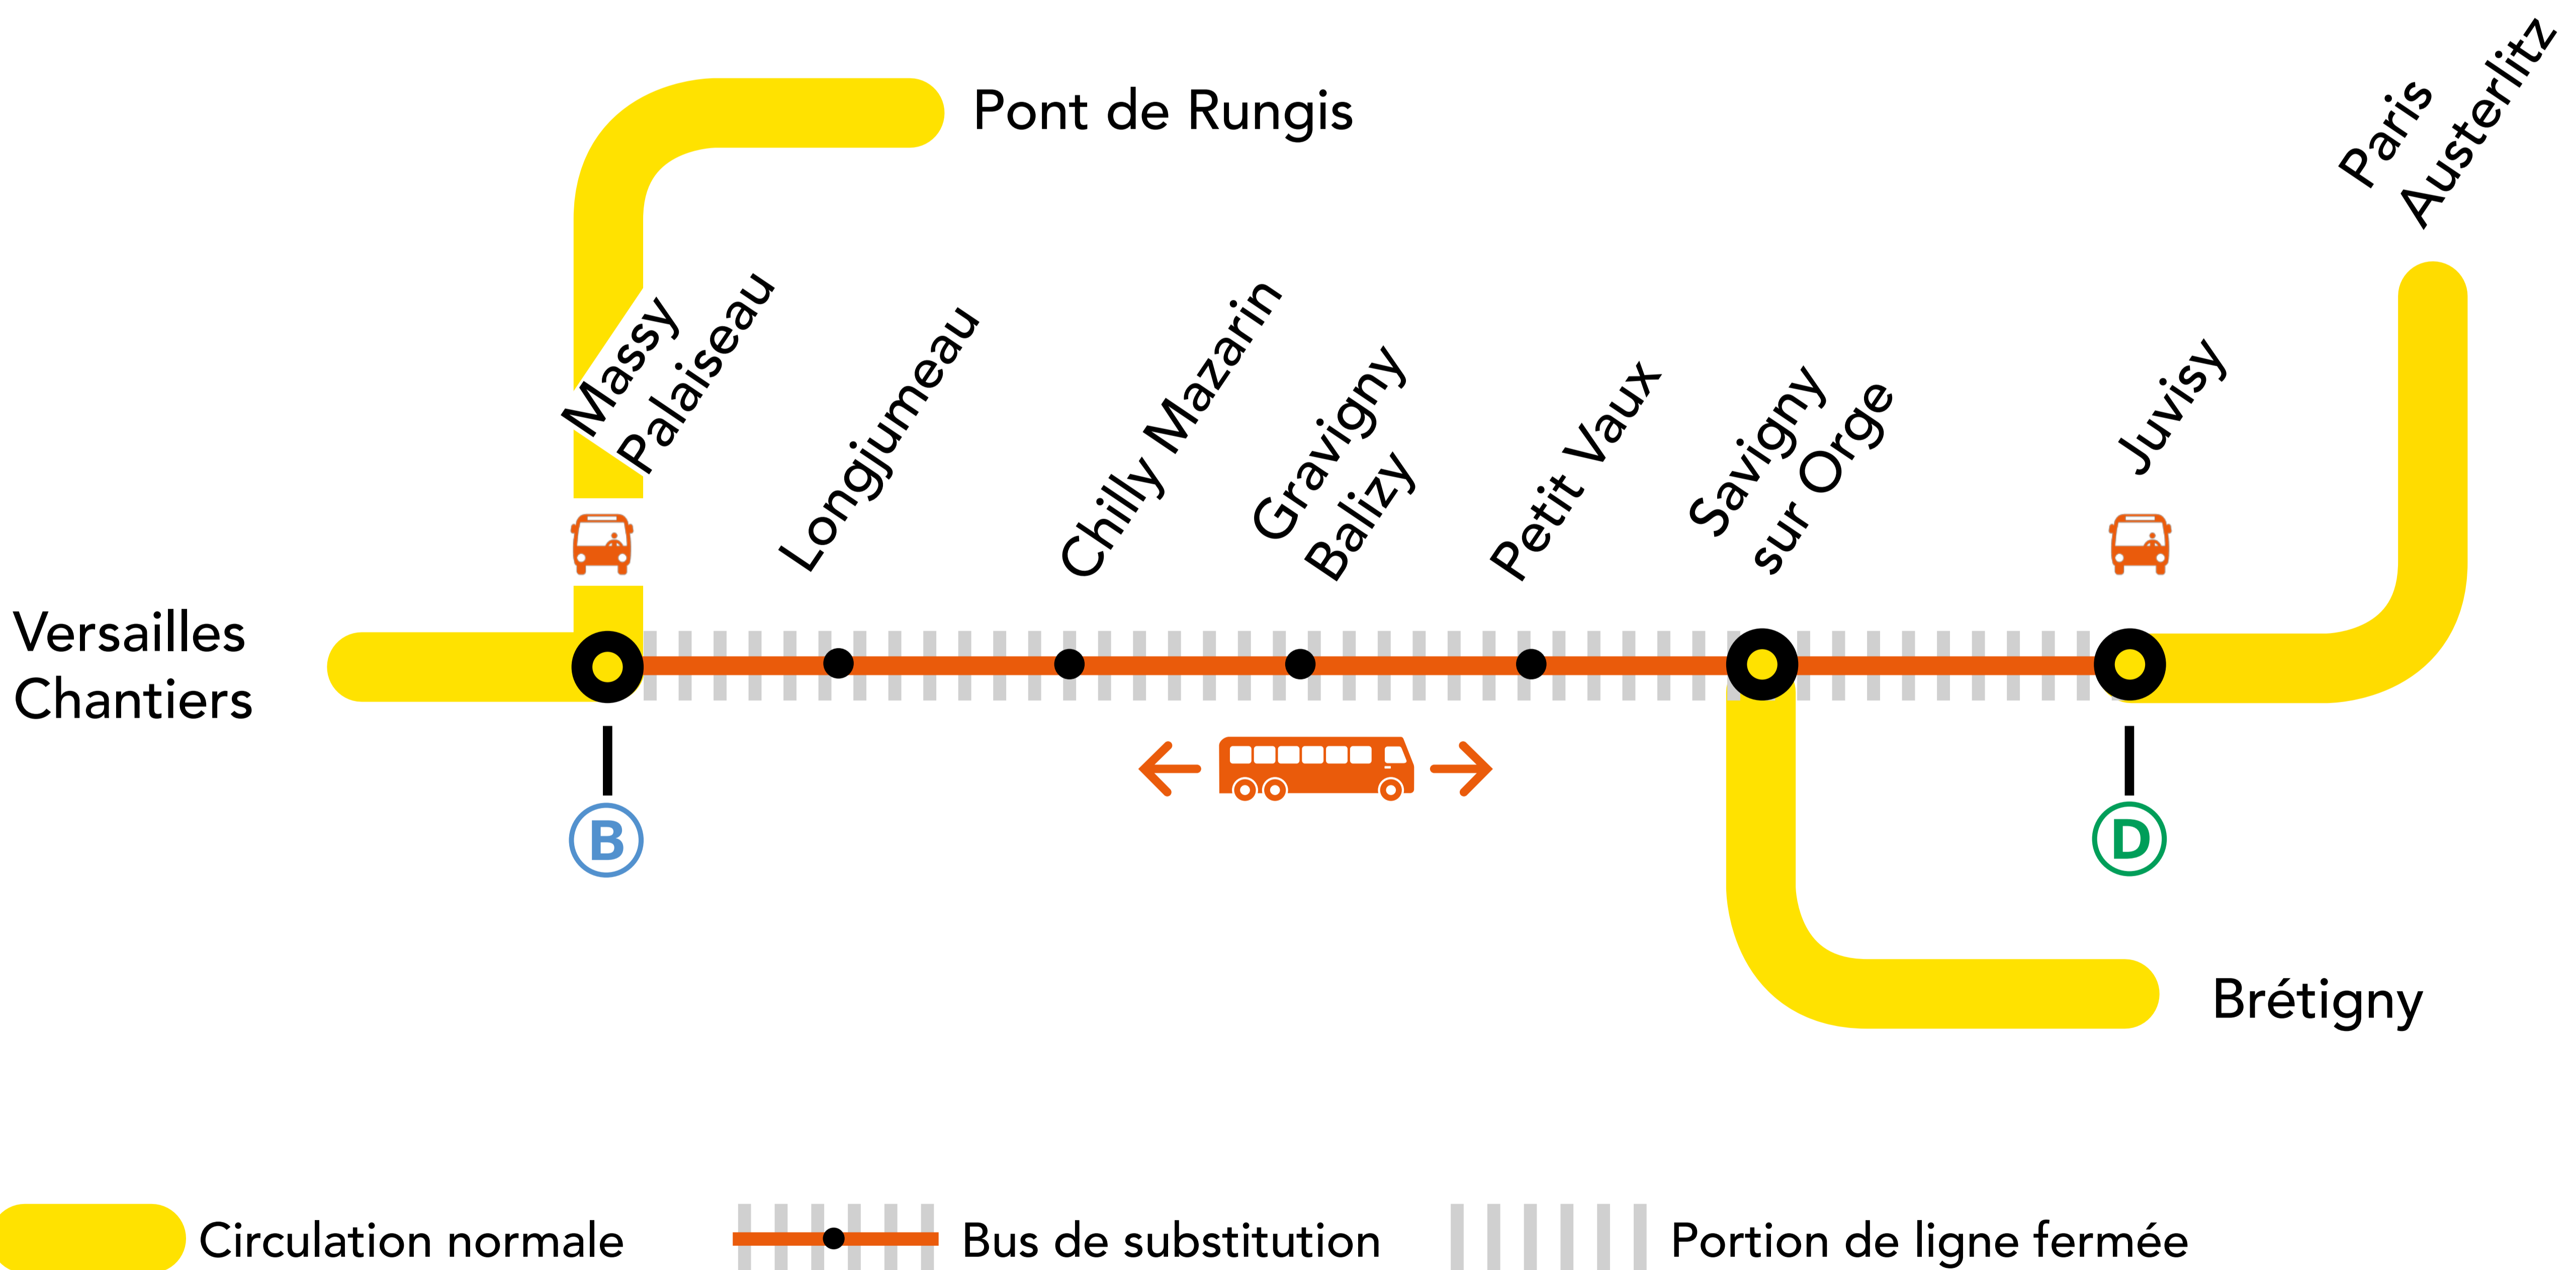 Pont de Rungis
Paris
Austerlitz
Massy
Palaiseau
Longjumeau
Chilly Mazarin
Gravigny
Balizy
Petit Vaux
Savigny
sur Orge
Juvisy
Versailles
Chantiers
B
D
Brétigny
Circulation normale
Bus de substitution
Portion de ligne fermée